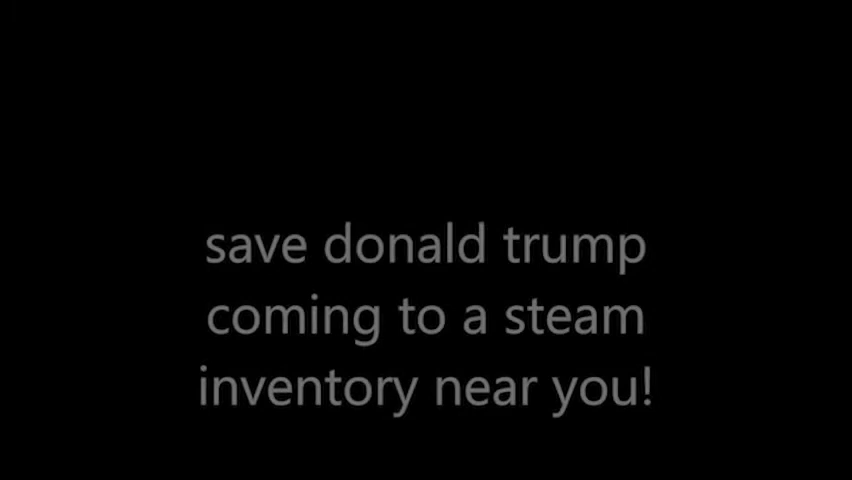 save donald trump
coming to a steam
inventory near you!